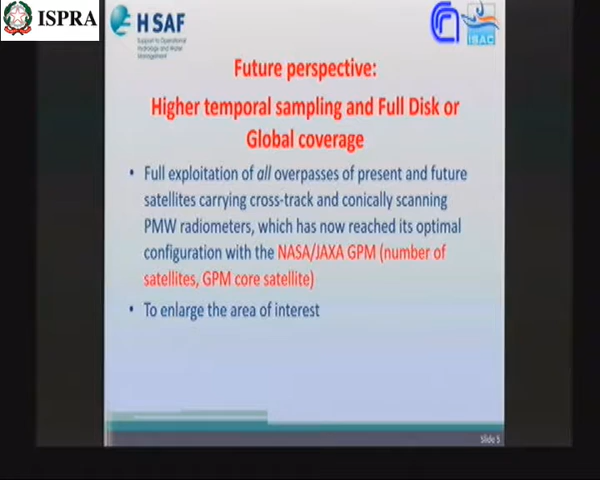 ISPRA
H SAF
Support to Operational
Hydrology and Water
Management
ISAC
Future perspective:
Higher temporal sampling and Full Disk or
Global coverage
• Full exploitation of all overpasses of present and future
satellites carrying cross-track and conically scanning
PMW radiometers, which has now reached its optimal
configuration with the NASA/JAXA GPM (number of
satellites, GPM core satellite)
• To enlarge the area of interest
Slide 5